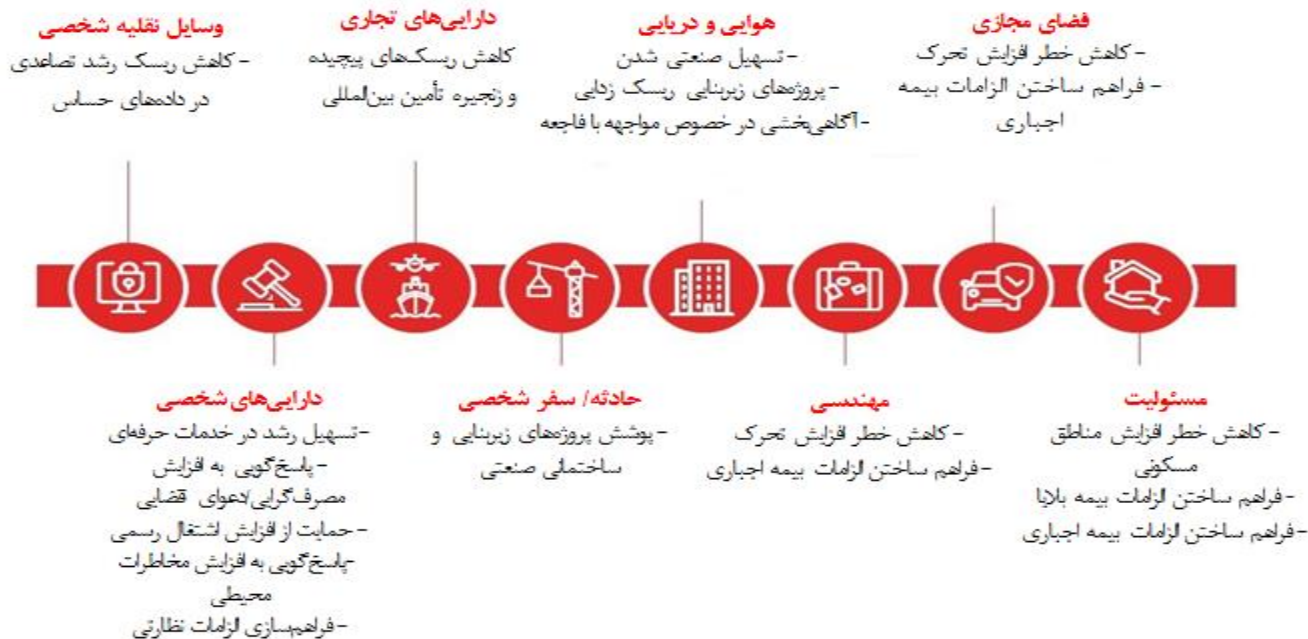 فضای مجازی
- کاهش خطر افزایش تحرک
- فراهم ساختن الزامات بیمه
اجباری
هوایی و دریایی
- تسهیل صنعتی شدن
- پروژه‌های زیربنایی ریسک زدایی
- آگاهی‌بخشی در خصوص مواجهه با فاجعه
دارایی‌های تجاری
کاهش ریسک‌های پیچیده
و زنجیره تأمین بین‌المللی
وسایل نقلیه شخصی
- کاهش ریسک رشد تصاعدی
در داده‌های حساس
مسئولیت
- کاهش خطر افزایش مناطق
مسکونی
- فراهم ساختن الزامات بیمه بلایا
- فراهم ساختن الزامات بیمه اجباری
مهندسی
- کاهش خطر افزایش تحرک
- فراهم ساختن الزامات بیمه اجباری
حادثه/ سفر شخصی
- پوشش پروژه‌های زیربنایی و
ساختمانی صنعتی
دارایی‌های شخصی
- تسهیل رشد در خدمات حرفه‌ای
- پاسخ‌گویی به افزایش
مصرف‌گرایی/دعوای قضایی
- حمایت از افزایش اشتغال رسمی
- پاسخ‌گویی به افزایش مخاطرات
محیطی
- فراهم‌سازی الزامات نظارتی